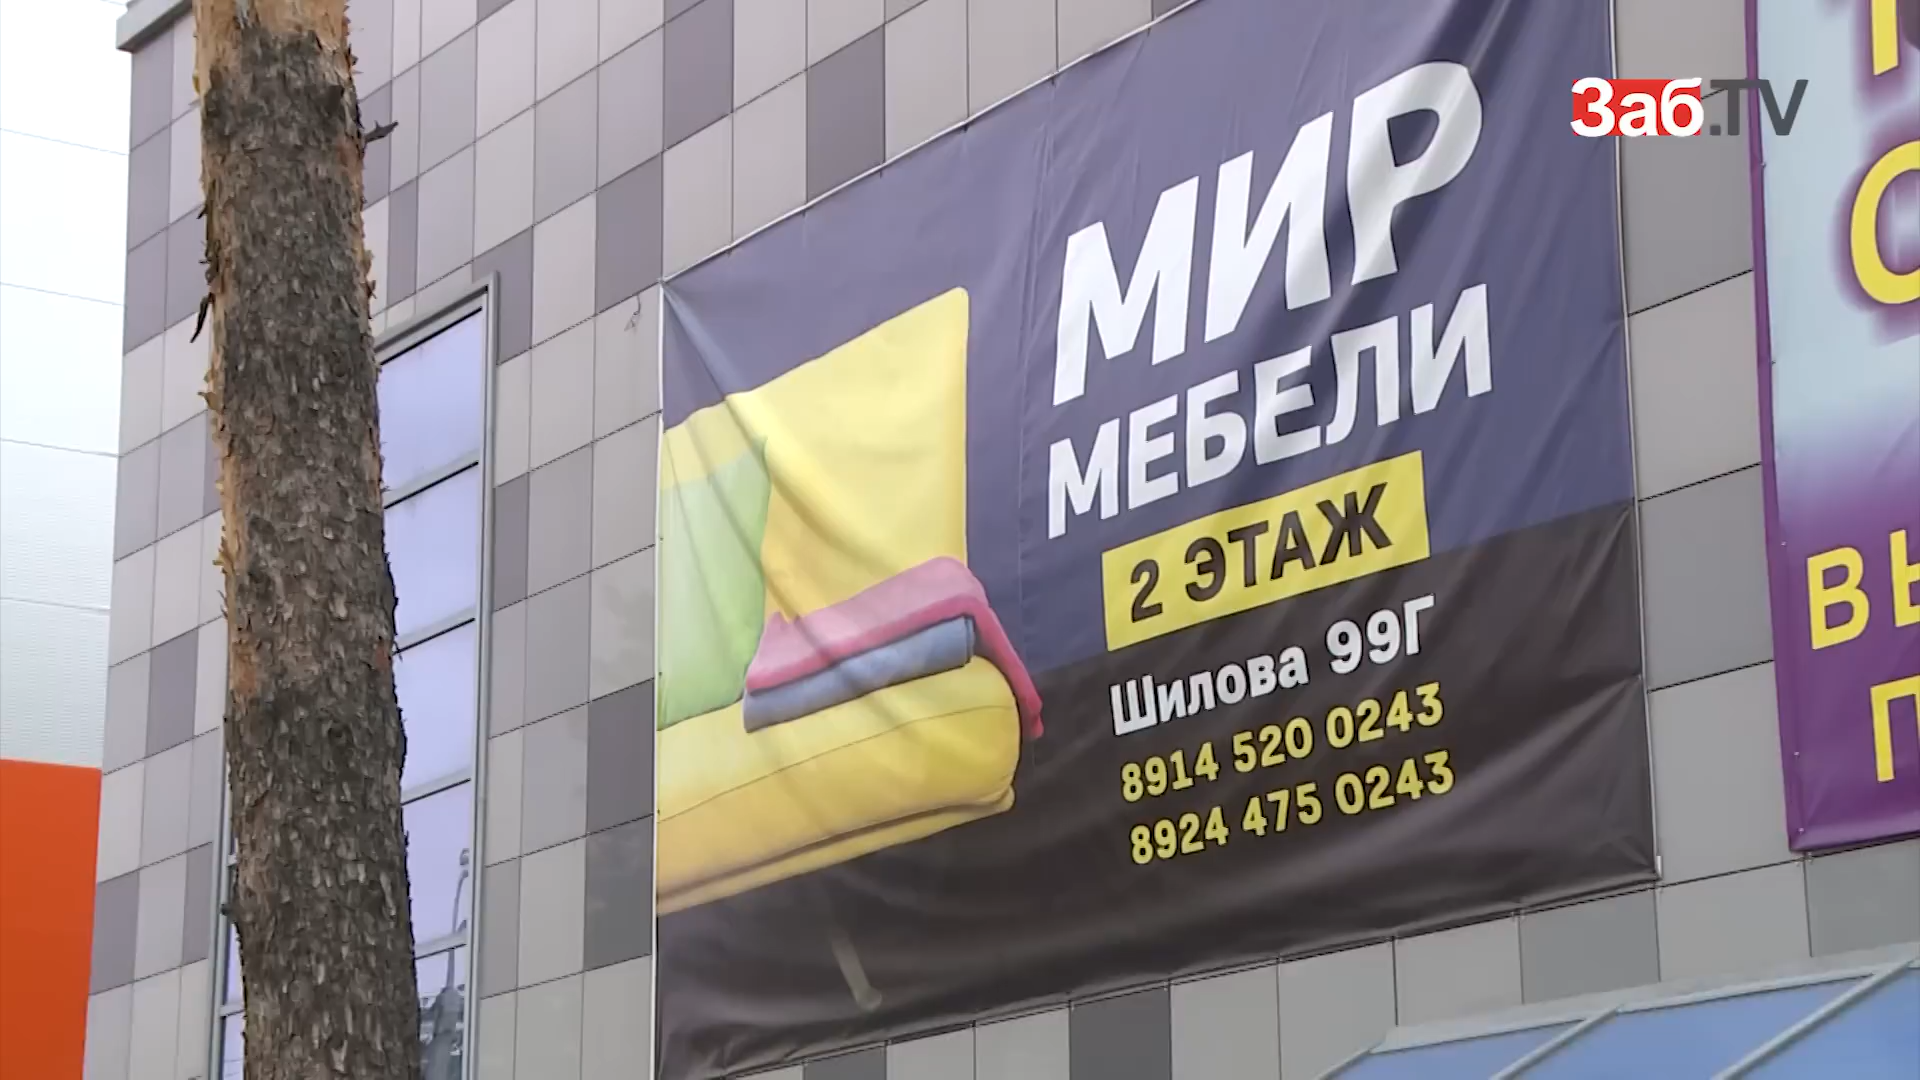 Заб.TV
МИР
МЕБЕЛИ
2 ЭТАЖ
Шилова 99Г
8914 520 0243
8924 475 0243